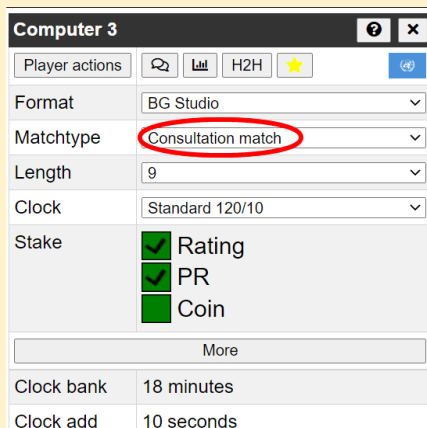 Computer 3
Player actions H2H
Format BG Studio
Matchtype Consultation match
Length 9
Clock Standard 120/10
Stake Rating
PR
Coin
More
Clock bank 18 minutes
Clock add 10 seconds